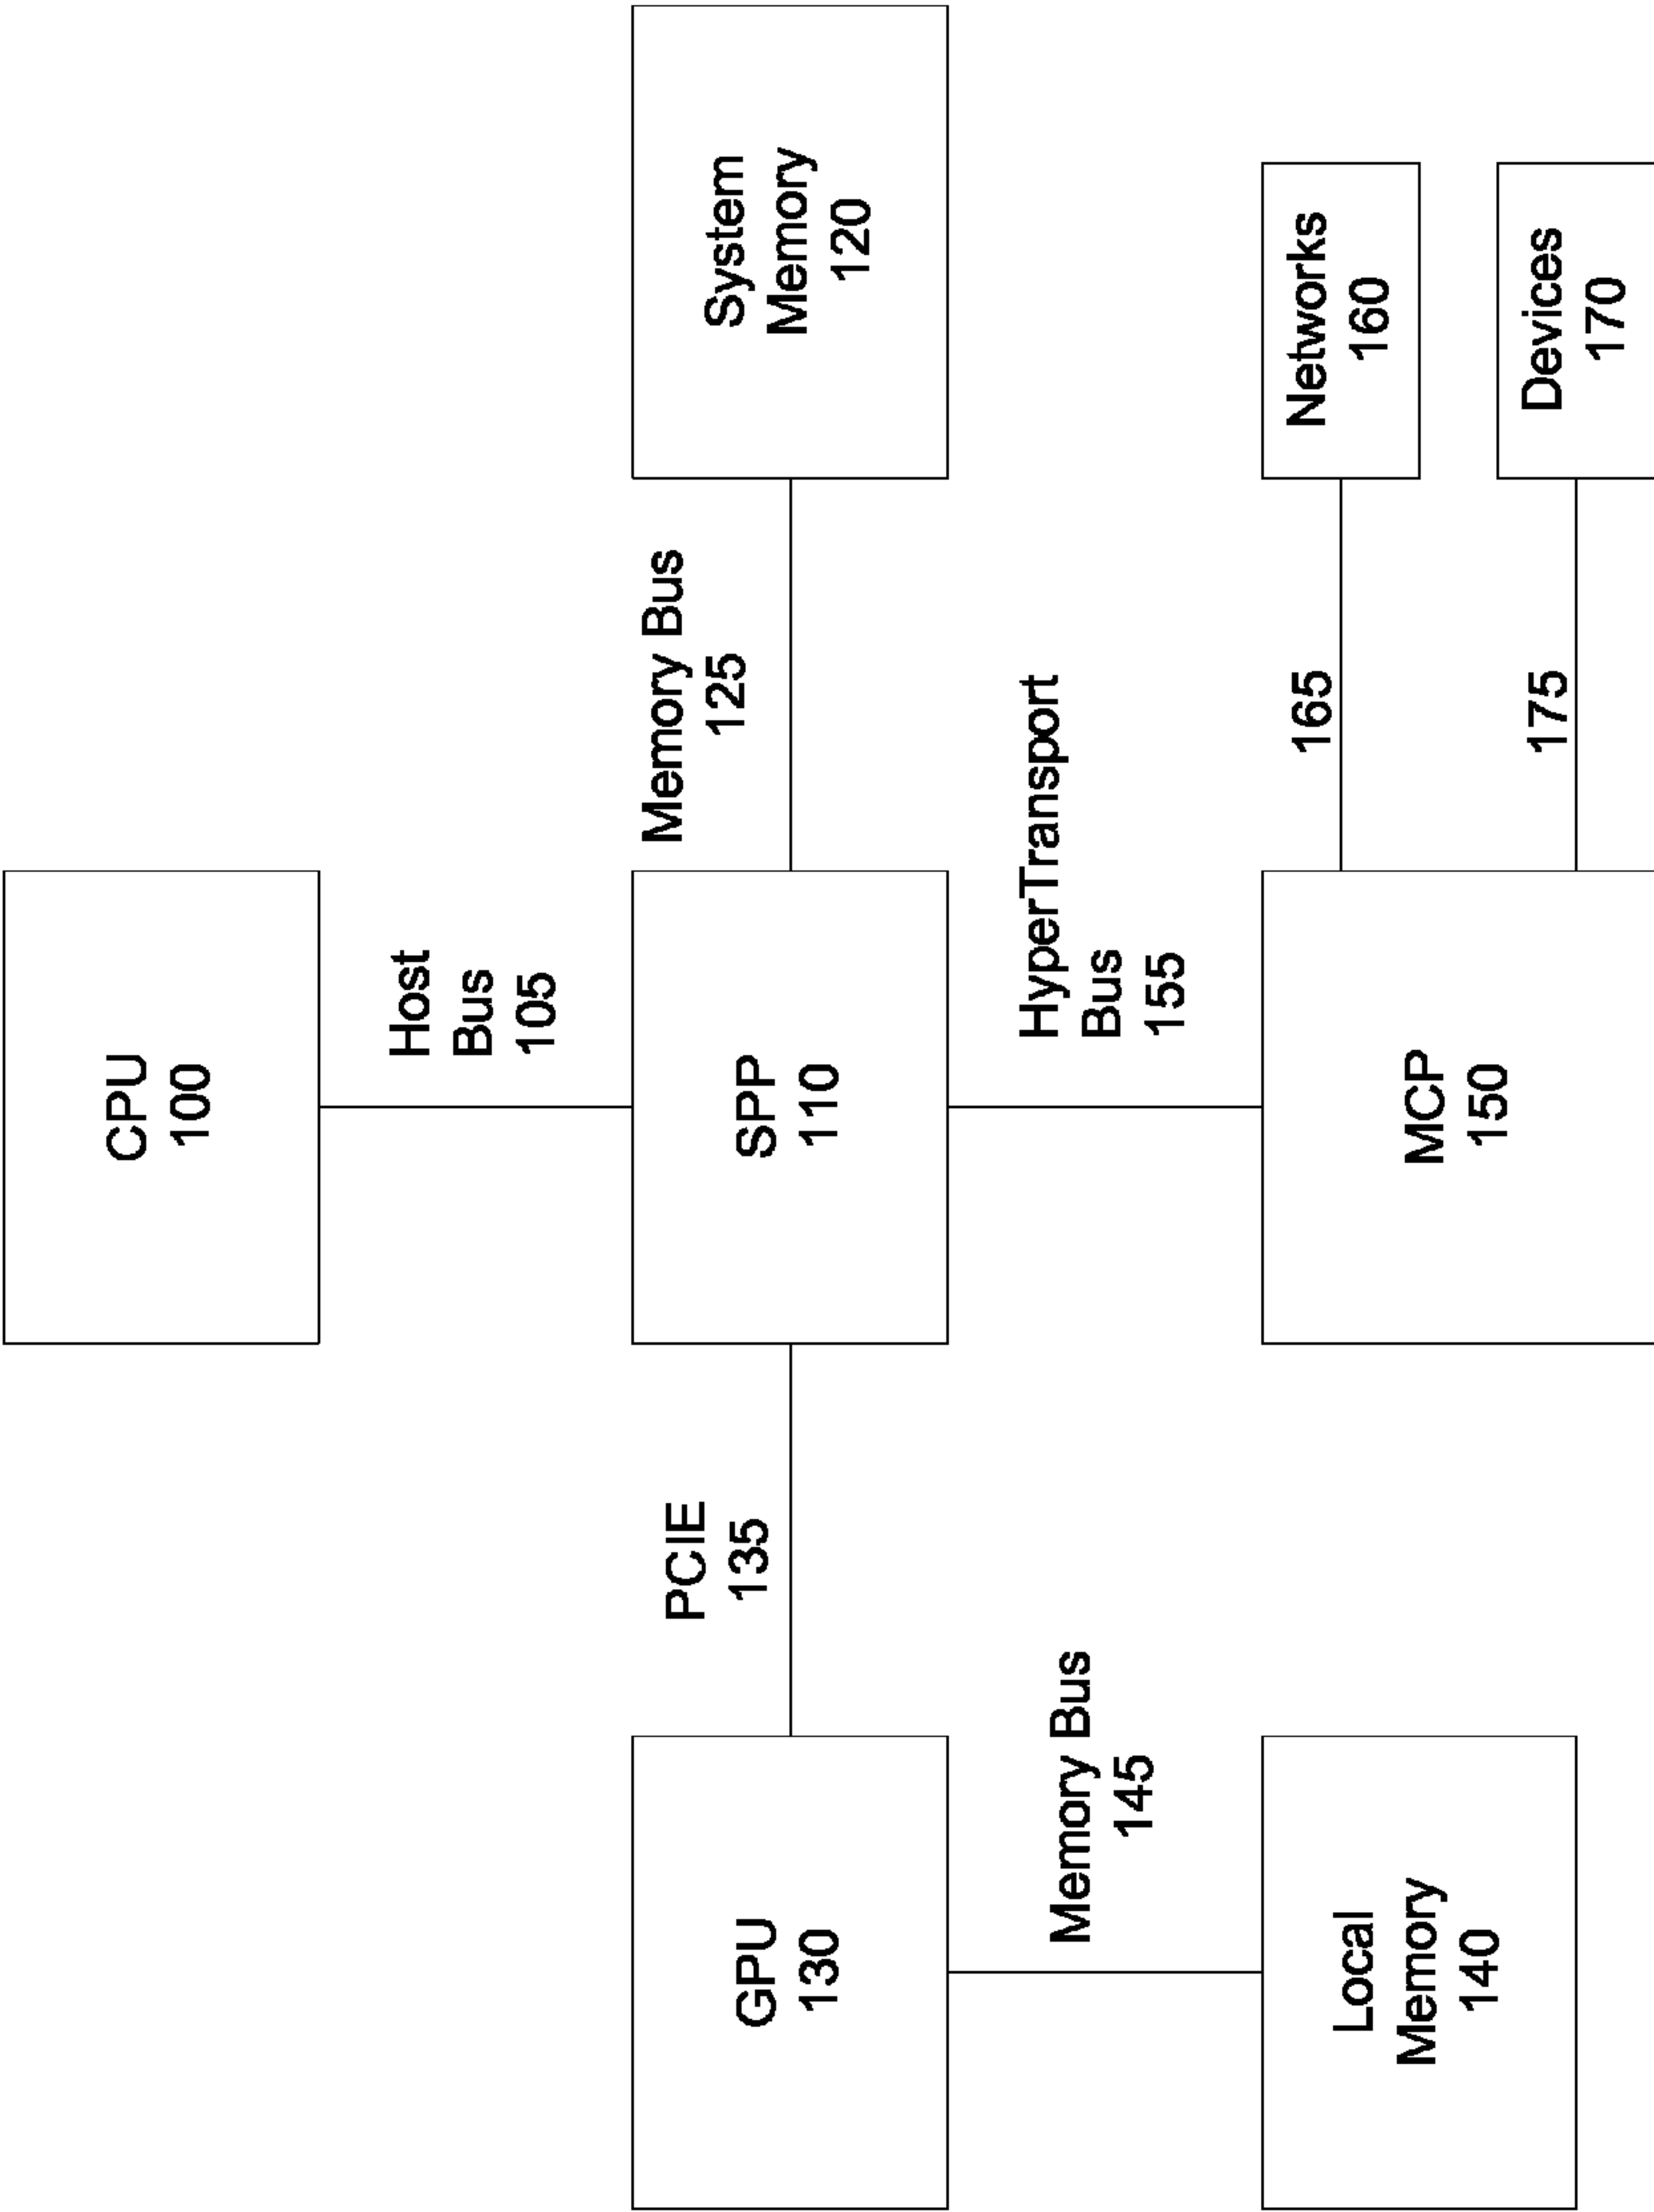 CPU
100
Host
Bus
105
GPU
130
PCIE
135
SPP
110
Memory Bus
125
System
Memory
120
Memory Bus
145
HyperTransport
Bus
155
Local
Memory
140
MCP
150
165
Networks
160
175
Devices
170